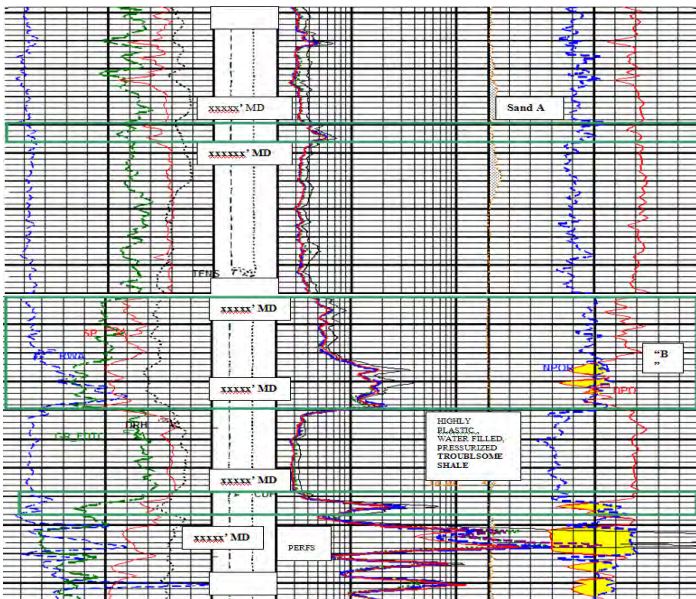 xxxxx' MD
Sand A
xxxxxx' MD
TENS
xxxxx' MD
SP
RWA
"B
"
NPOR
DPO
xxxxx' MD
DRH
GR_EDTC
HIGHLY
PLASTIC,
WATER FILLED,
PRESSURIZED
TROUBLSOME
SHALE
xxxxx' MD
xxxxx' MD
PERFS